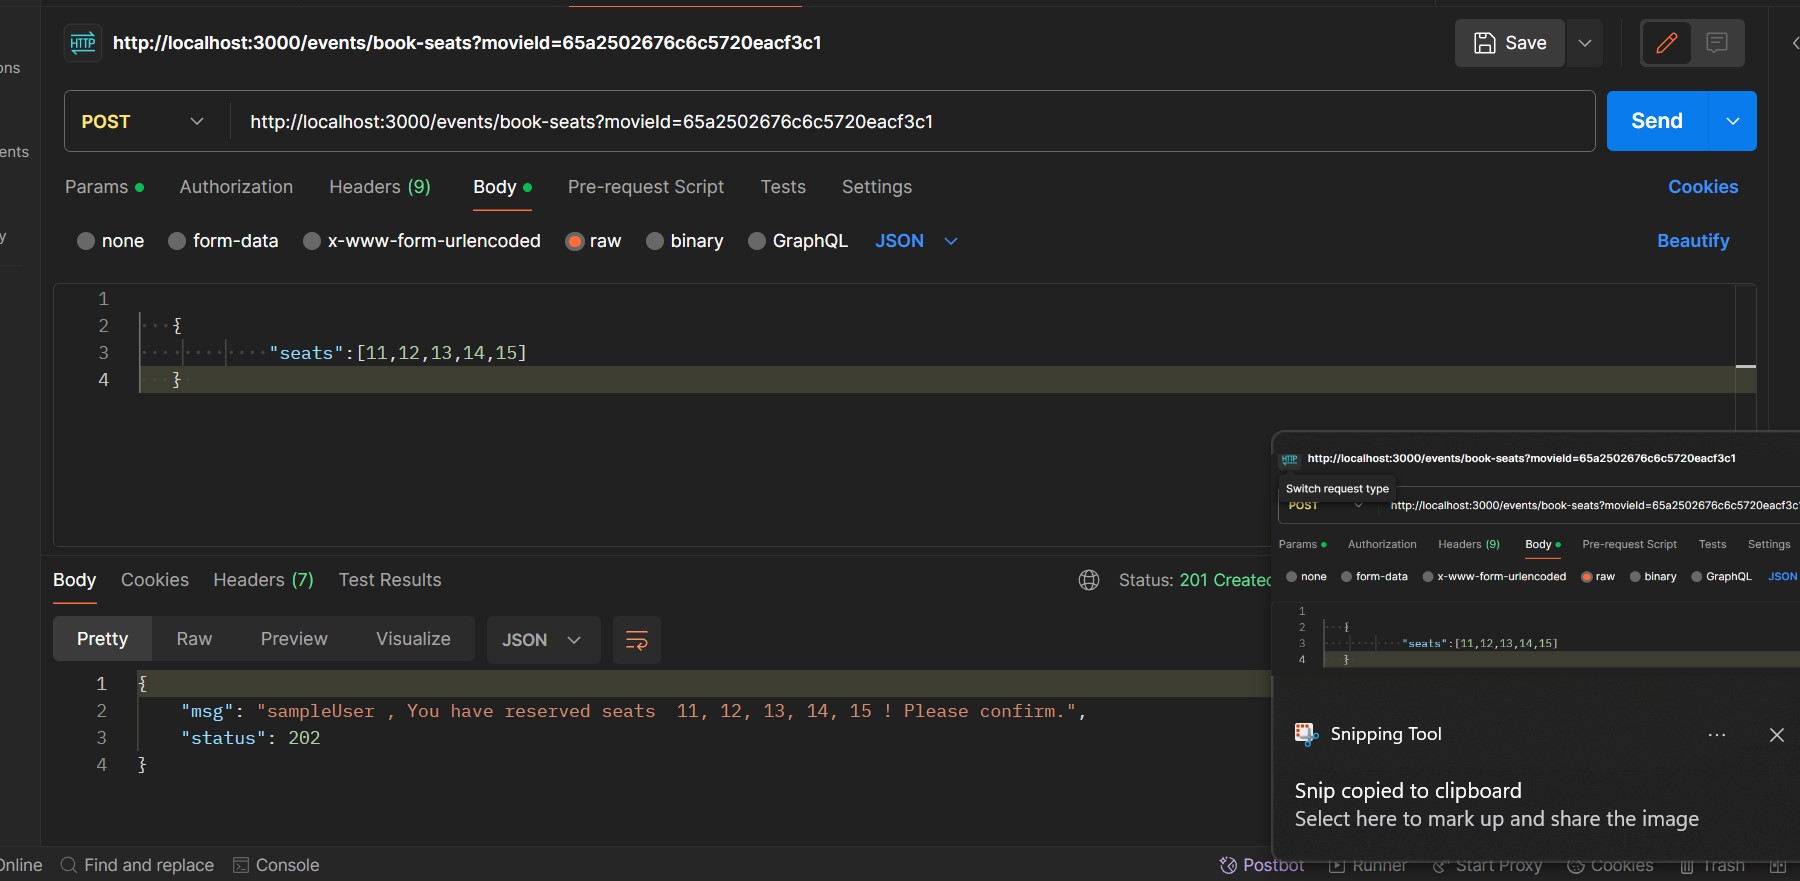 http://localhost:3000/events/book-seats?movieId=65a2502676c6c5720eacf3c1
Save
POST
http://localhost:3000/events/book-seats?movieId=65a2502676c6c5720eacf3c1
Send
Params Authorization Headers (9) Body Pre-request Script Tests Settings Cookies
none form-data x-www-form-urlencoded raw binary GraphQL JSON Beautify
1
2 {
3 "seats":[11,12,13,14,15]
4 }
Body Cookies Headers (7) Test Results Status: 201 Created
Pretty Raw Preview Visualize JSON
1 {
2 "msg": "sampleUser , You have reserved seats  11, 12, 13, 14, 15 ! Please confirm.",
3 "status": 202
4 }
HTTP http://localhost:3000/events/book-seats?movieId=65a2502676c6c5720eacf3c1
Switch request type
POST http://localhost:3000/events/book-seats?movieId=65a2502676c6c5720eacf3c
Params Authorization Headers (9) Body Pre-request Script Tests Settings
none form-data x-www-form-urlencoded raw binary GraphQL JSON
1
2 {
3 "seats":[11,12,13,14,15]
4 }
Snipping Tool
Snip copied to clipboard
Select here to mark up and share the image
Online Find and replace Console Postbot Runner Start Proxy Cookies Trash